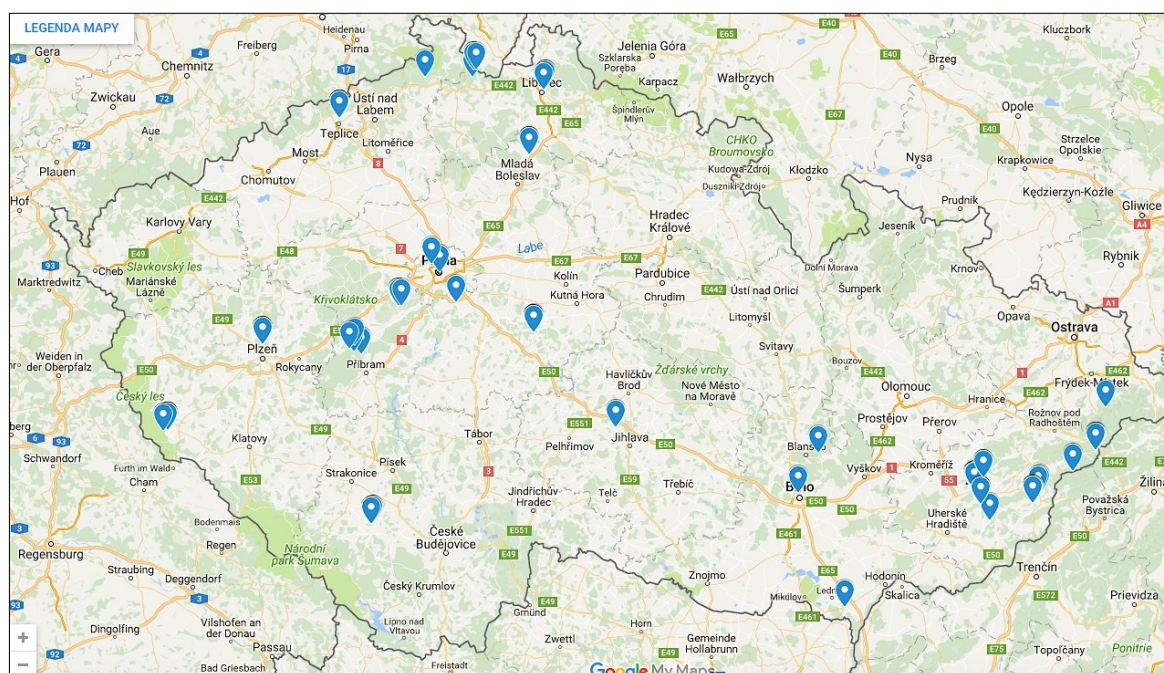 LEGENDA MAPY
Gera
Freiberg
Heidenau
Pirna
Jelenia Góra
Szklarska
Poręba
Karpacz
Wałbrzych
Brzeg
Kluczbork
Chemnitz
Zwickau
Aue
Plauen
Hof
Ústí nad
Labem
Teplice
Litoměřice
Most
Chomutov
Špindlerův
Mlýn
Mladá
Boleslav
CHKO
Broumovsko
Kudowa-Zdrój
Duszniki-Zdrój
Kłodzko
Nysa
Opole
Strzelce
Opolskie
Krapkowice
Kędzierzyn-Koźle
Gliwice
Prudnik
Rybnik
Karlovy Vary
Cheb
Slavkovský les
Mariánské
Lázně
Marktredwitz
Křivoklátsko
Labe
Kolín
Kutná Hora
Hradec
Králové
Pardubice
Chrudim
Ústí nad Orlicí
Litomyšl
Dolní Morava
Šumperk
Jeseník
Krnov
Opava
Ostrava
Weiden in
der Oberpfalz
Plzeň
Rokycany
Příbram
Český les
Klatovy
Tábor
Písek
Strakonice
Pelhřimov
Havlíčkův
Brod
Jihlava
Žďárské vrchy
Nové Město
na Moravě
Svitavy
Bouzov
Olomouc
Prostějov
Přerov
Hranice
Rožnov pod
Radhoštěm
Schwandorf
Furth im Wald
Cham
Jindřichův
Hradec
Telč
Třebíč
Vyškov
Kroměříž
Uherské
Hradiště
Považská
Bystrica
Regensburg
Bodenmais
Regen
Straubing
Deggendorf
Národní
park Šumava
České
Budějovice
Český Krumlov
Lipno nad
Vltavou
Gmünd
Znojmo
Mikulov
Hodonín
Skalica
Trenčín
Prievidza
Dingolfing
Vilshofen an
der Donau
Passau
Bad Griesbach
Freistadt
Zwettl
Horn
Gemeinde
Hollabrunn
Topoľčany
Ponitrie
Google My Maps